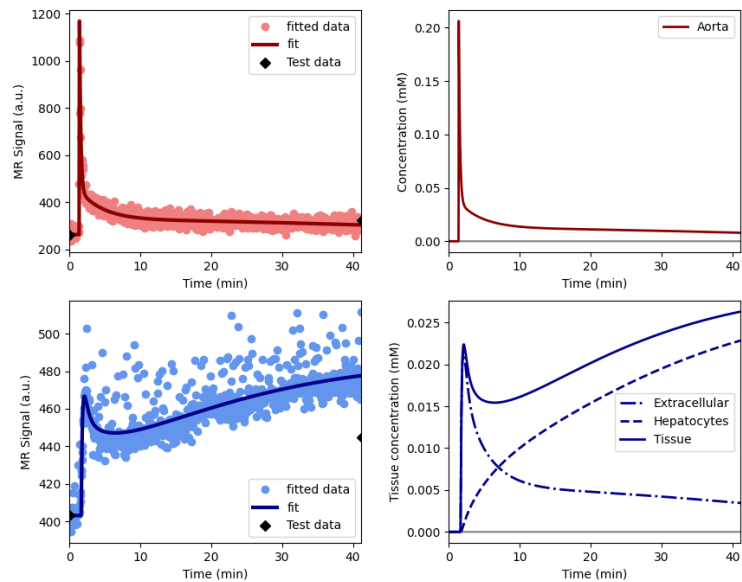 1200
1000
800
600
400
200
MR Signal (a.u.)
0
10
20
30
40
Time (min)
fitted data
fit
Test data
0.20
0.15
0.10
0.05
0.00
Concentration (mM)
0
10
20
30
40
Time (min)
Aorta
500
480
460
440
420
400
MR Signal (a.u.)
0
10
20
30
40
Time (min)
fitted data
fit
Test data
0.025
0.020
0.015
0.010
0.005
0.000
Tissue concentration (mM)
0
10
20
30
40
Time (min)
Extracellular
Hepatocytes
Tissue